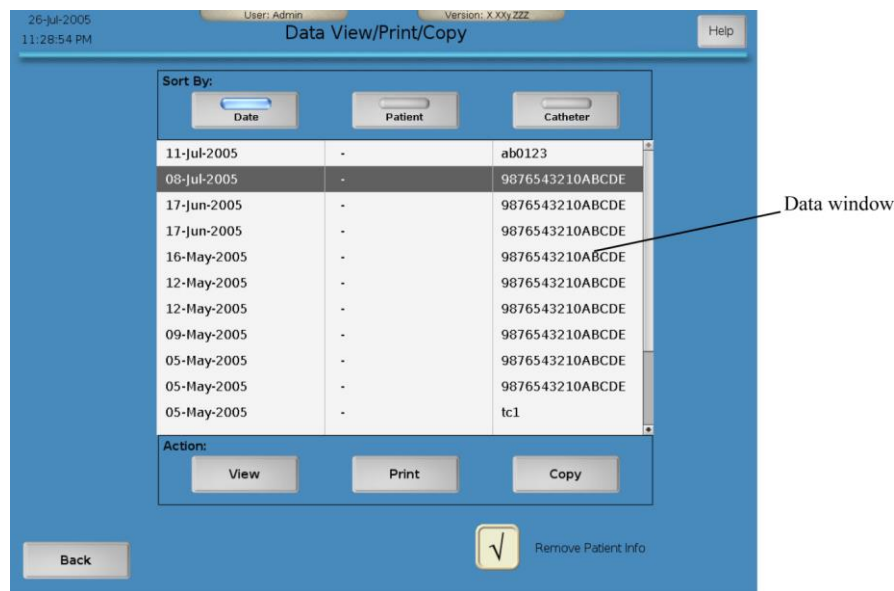 26-Jul-2005 User: Admin Version: X.XXy.ZZZ
11:28:54 PM Data View/Print/Copy Help
Sort By:
Date Patient Catheter
11-Jul-2005 - ab0123
08-Jul-2005 - 9876543210ABCDE
17-Jun-2005 - 9876543210ABCDE
17-Jun-2005 - 9876543210ABCDE
16-May-2005 - 9876543210ABCDE
12-May-2005 - 9876543210ABCDE
12-May-2005 - 9876543210ABCDE
09-May-2005 - 9876543210ABCDE
05-May-2005 - 9876543210ABCDE
05-May-2005 - 9876543210ABCDE
05-May-2005 - tc1
Data window
Action:
View Print Copy
√ Remove Patient Info
Back